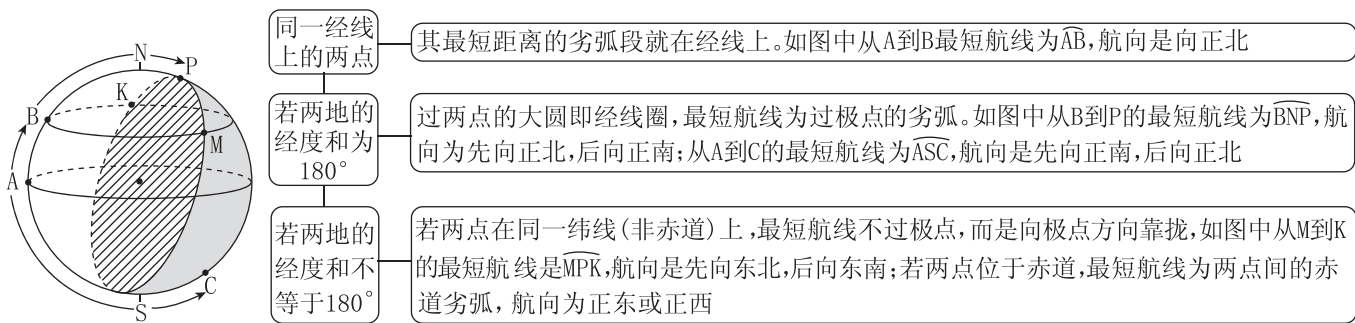 N
P
K
B
M
A
C
S
同一经线
上的两点
其最短距离的劣弧段就在经线上。如图中从A到B最短航线为AB,航向是向正北
若两地的
经度和为
180°
过两点的大圆即经线圈,最短航线为过极点的劣弧。如图中从B到P的最短航线为BNP,航
向为先向正北,后向正南;从A到C的最短航线为ASC,航向是先向正南,后向正北
若两地的
经度和不
等于180°
若两点在同一纬线(非赤道)上,最短航线不过极点,而是向极点方向靠拢,如图中从M到K
的最短航线是MPK,航向是先向东北,后向东南;若两点位于赤道,最短航线为两点间的赤
道劣弧,航向为正东或正西